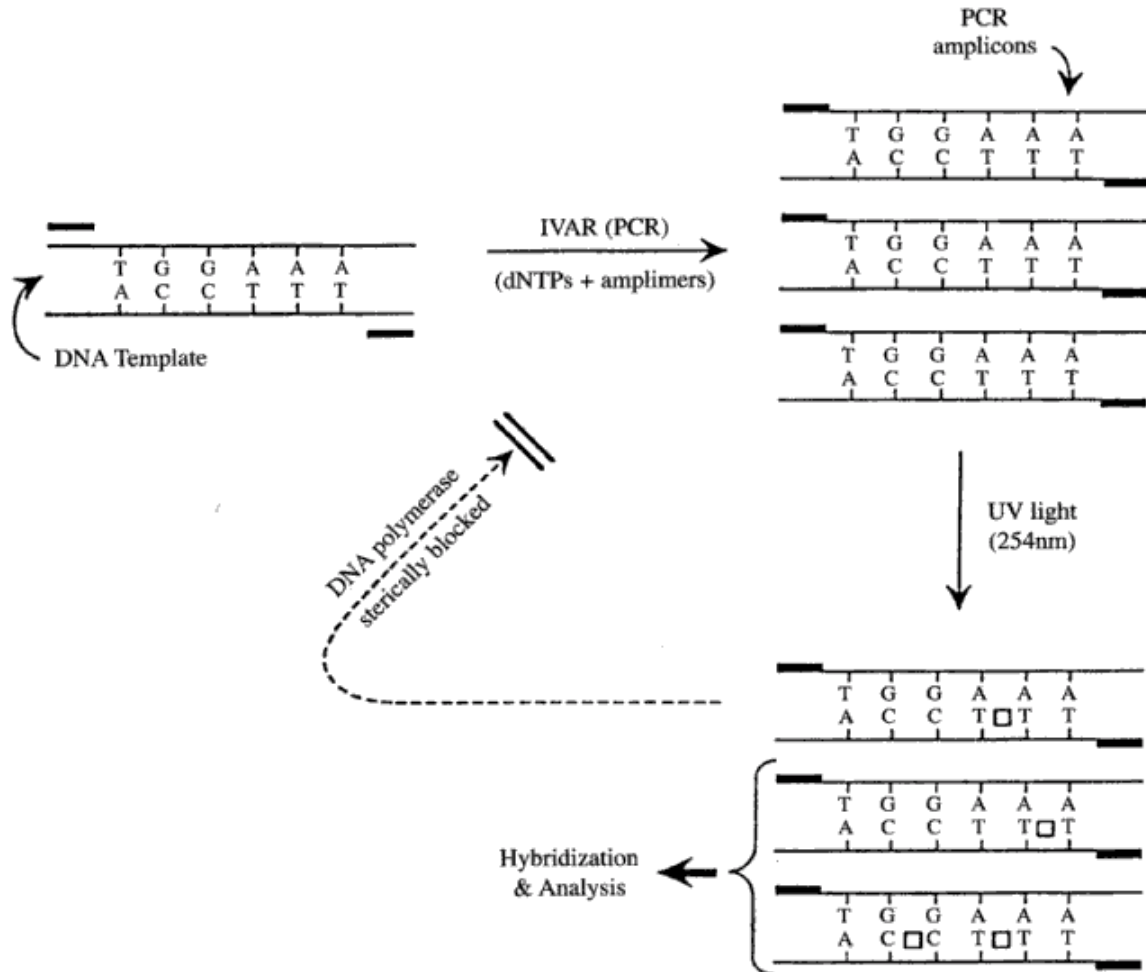 PCR
amplicons
T G G A A A
A C C T T T
T G G A A A
A C C T T T
T G G A A A
A C C T T T
T G G A A A
A C C T T T
DNA Template
IVAR (PCR)
(dNTPs + amplimers)
UV light
(254nm)
DNA polymerase
sterically blocked
T G G A A A
A C C T T T
T G G A A A
A C C T T T
T G G A A A
A C C T T T
Hybridization
& Analysis